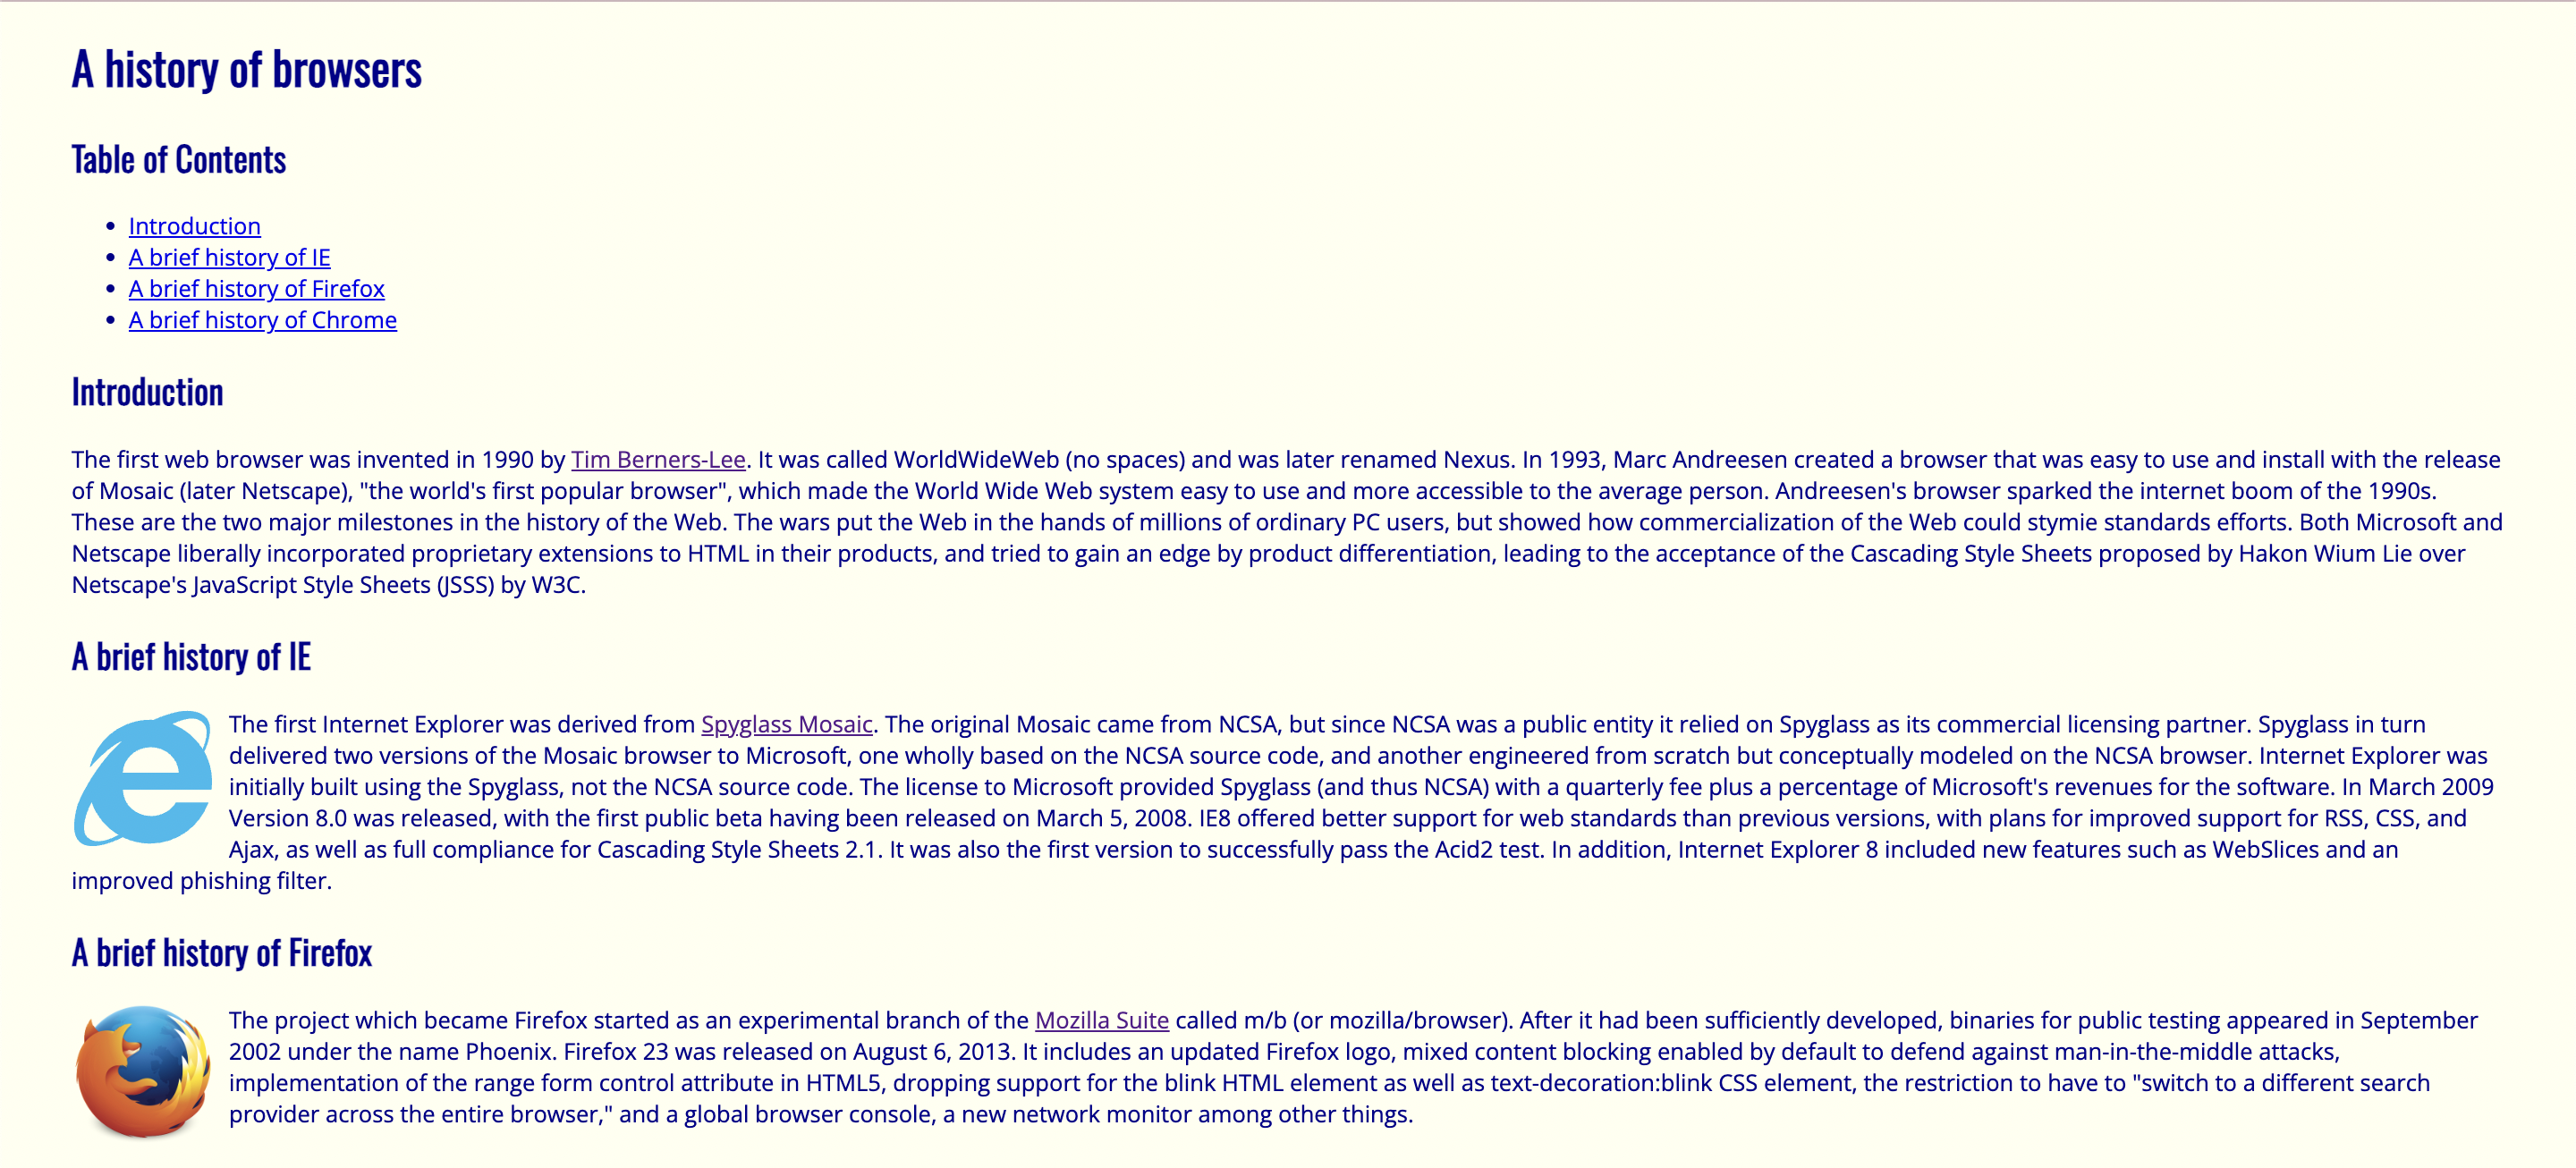 A history of browsers
Table of Contents
Introduction
A brief history of IE
A brief history of Firefox
A brief history of Chrome
Introduction
The first web browser was invented in 1990 by Tim Berners-Lee. It was called WorldWideWeb (no spaces) and was later renamed Nexus. In 1993, Marc Andreesen created a browser that was easy to use and install with the release
of Mosaic (later Netscape), "the world's first popular browser", which made the World Wide Web system easy to use and more accessible to the average person. Andreesen's browser sparked the internet boom of the 1990s.
These are the two major milestones in the history of the Web. The wars put the Web in the hands of millions of ordinary PC users, but showed how commercialization of the Web could stymie standards efforts. Both Microsoft and
Netscape liberally incorporated proprietary extensions to HTML in their products, and tried to gain an edge by product differentiation, leading to the acceptance of the Cascading Style Sheets proposed by Hakon Wium Lie over
Netscape's JavaScript Style Sheets (JSSS) by W3C.
A brief history of IE
The first Internet Explorer was derived from Spyglass Mosaic. The original Mosaic came from NCSA, but since NCSA was a public entity it relied on Spyglass as its commercial licensing partner. Spyglass in turn
delivered two versions of the Mosaic browser to Microsoft, one wholly based on the NCSA source code, and another engineered from scratch but conceptually modeled on the NCSA browser. Internet Explorer was
initially built using the Spyglass, not the NCSA source code. The license to Microsoft provided Spyglass (and thus NCSA) with a quarterly fee plus a percentage of Microsoft's revenues for the software. In March 2009
Version 8.0 was released, with the first public beta having been released on March 5, 2008. IE8 offered better support for web standards than previous versions, with plans for improved support for RSS, CSS, and
Ajax, as well as full compliance for Cascading Style Sheets 2.1. It was also the first version to successfully pass the Acid2 test. In addition, Internet Explorer 8 included new features such as WebSlices and an
improved phishing filter.
A brief history of Firefox
The project which became Firefox started as an experimental branch of the Mozilla Suite called m/b (or mozilla/browser). After it had been sufficiently developed, binaries for public testing appeared in September
2002 under the name Phoenix. Firefox 23 was released on August 6, 2013. It includes an updated Firefox logo, mixed content blocking enabled by default to defend against man-in-the-middle attacks,
implementation of the range form control attribute in HTML5, dropping support for the blink HTML element as well as text-decoration:blink CSS element, the restriction to have to "switch to a different search
provider across the entire browser," and a global browser console, a new network monitor among other things.